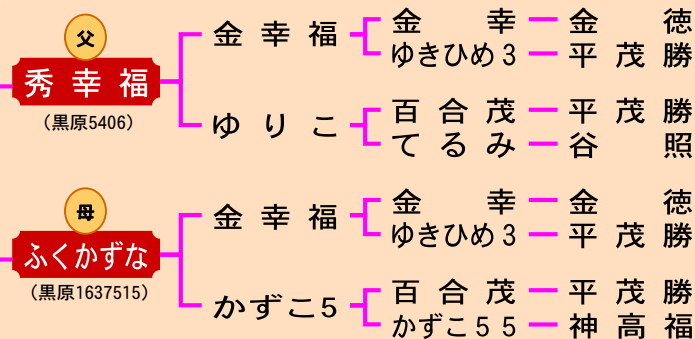 父
秀幸福
(黒原5406)
金幸福
金幸 金徳
ゆきひめ3 平茂勝
ゆりこ
百合茂 平茂勝
てるみ 谷照
母
ふくかずな
(黒原1637515)
金幸福
金幸 金徳
ゆきひめ3 平茂勝
かずこ5
百合茂 平茂勝
かずこ55 神高福